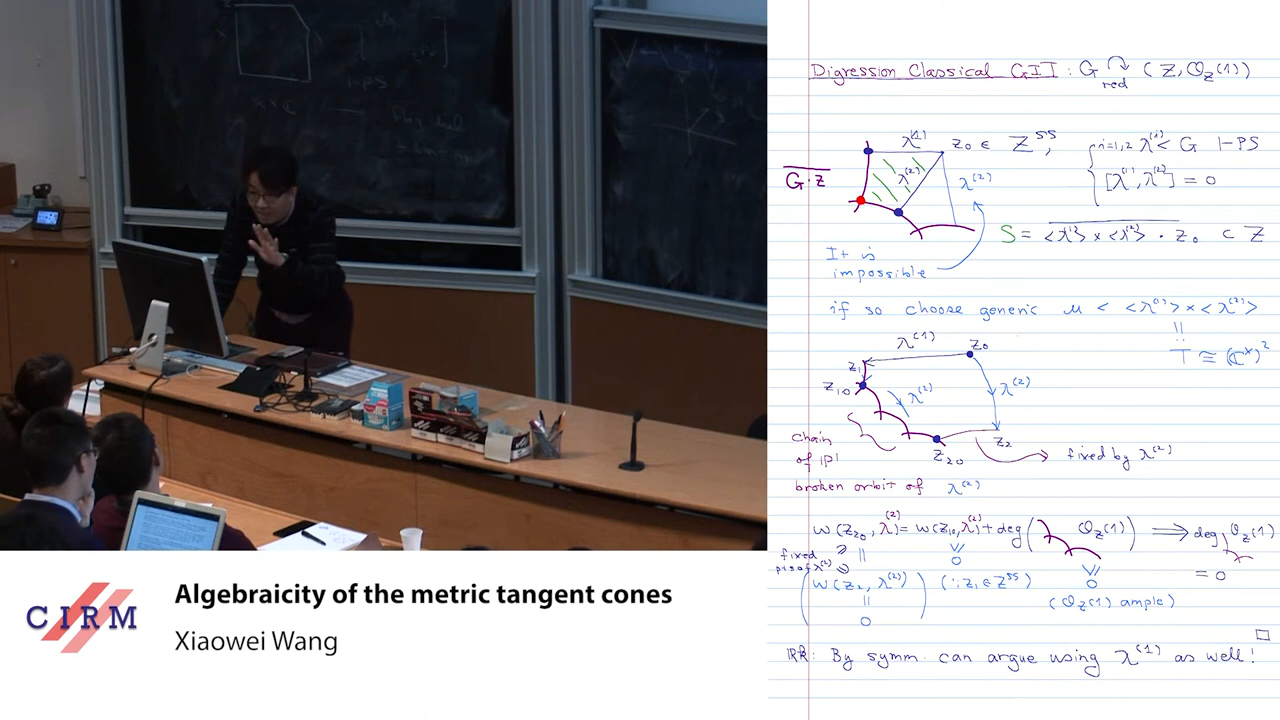 Digression Classical GIT : G ↷ (Z, O_Z(1))
red
λ^(1) z₀ ∈ Z^ss,
{ i=1,2 λ^(i) < G 1-PS
[λ^(1), λ^(2)] = 0
G·z
λ^(2)
λ^(2)
S = <λ^(1)> × <λ^(2)> · z₀ ⊂ Z
It is
impossible
if so choose generic μ < <λ^(1)> × <λ^(2)>
||
T ≅ (ℂ^×)²
λ^(1) z₀
z₁
z₁₀
λ^(2)
λ^(2)
z₂
z₂₀
chain
of ℙ¹
fixed by λ^(2)
broken orbit of λ^(2)
w(z₂₀, λ^(2)) = w(z₁₀, λ^(2)) + deg( O_Z(1)) ⟹ deg O_Z(1)
fixed
pts of λ^(2)
|| 0 0 = 0
( w(z₂, λ^(2)) ) (∵ z₁ ∈ Z^ss)
(O_Z(1) ample)
||
0
□
RK: By symm. can argue using λ^(1) as well!
1-PS
CIRM
Algebraicity of the metric tangent cones
Xiaowei Wang